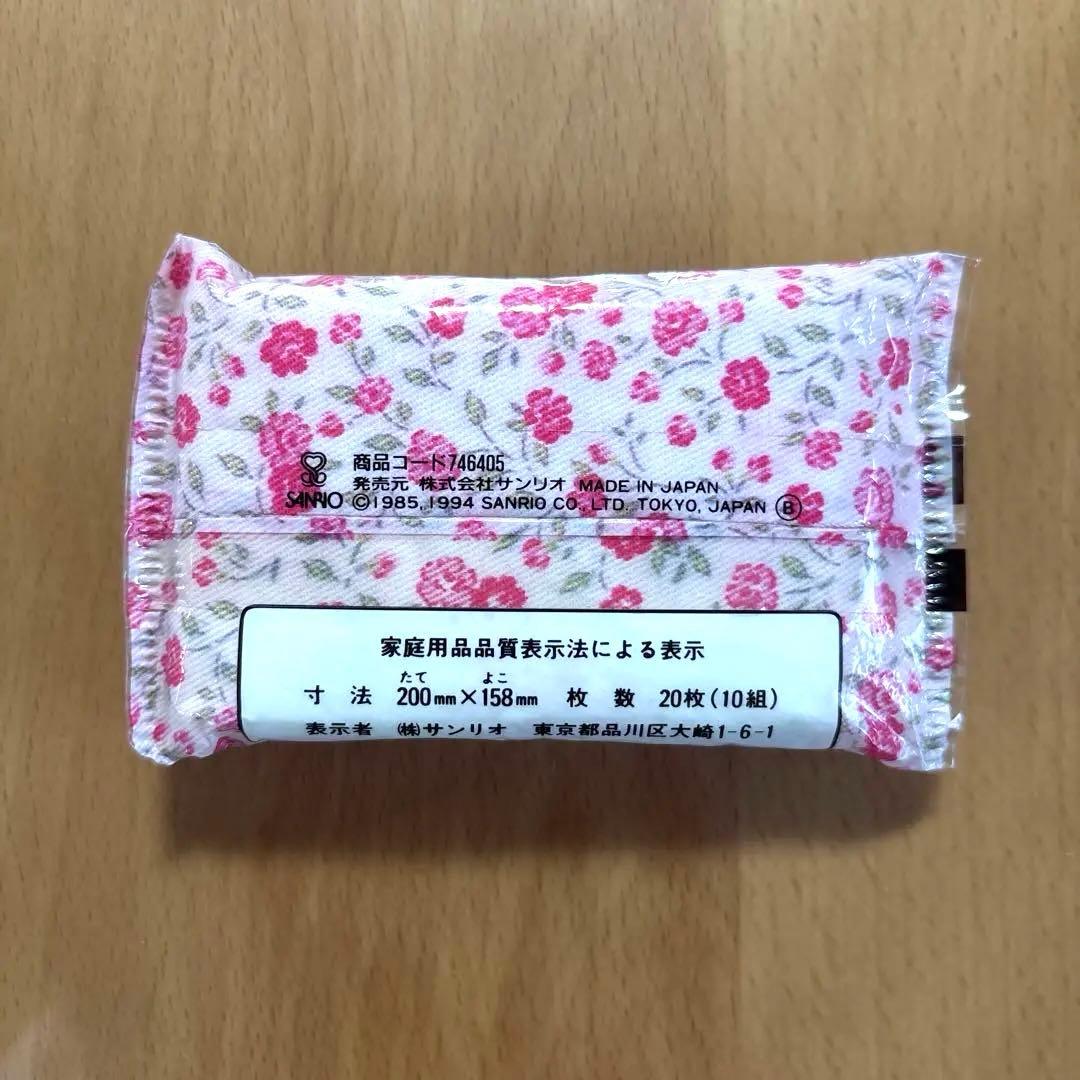 商品コード746405
発売元 株式会社サンリオ MADE IN JAPAN
SANRIO ©1985,1994 SANRIO CO., LTD. TOKYO, JAPAN Ⓑ
家庭用品品質表示法による表示
たて よこ
寸 法 200mm×158mm 枚 数 20枚(10組)
表示者 ㈱サンリオ 東京都品川区大崎1-6-1